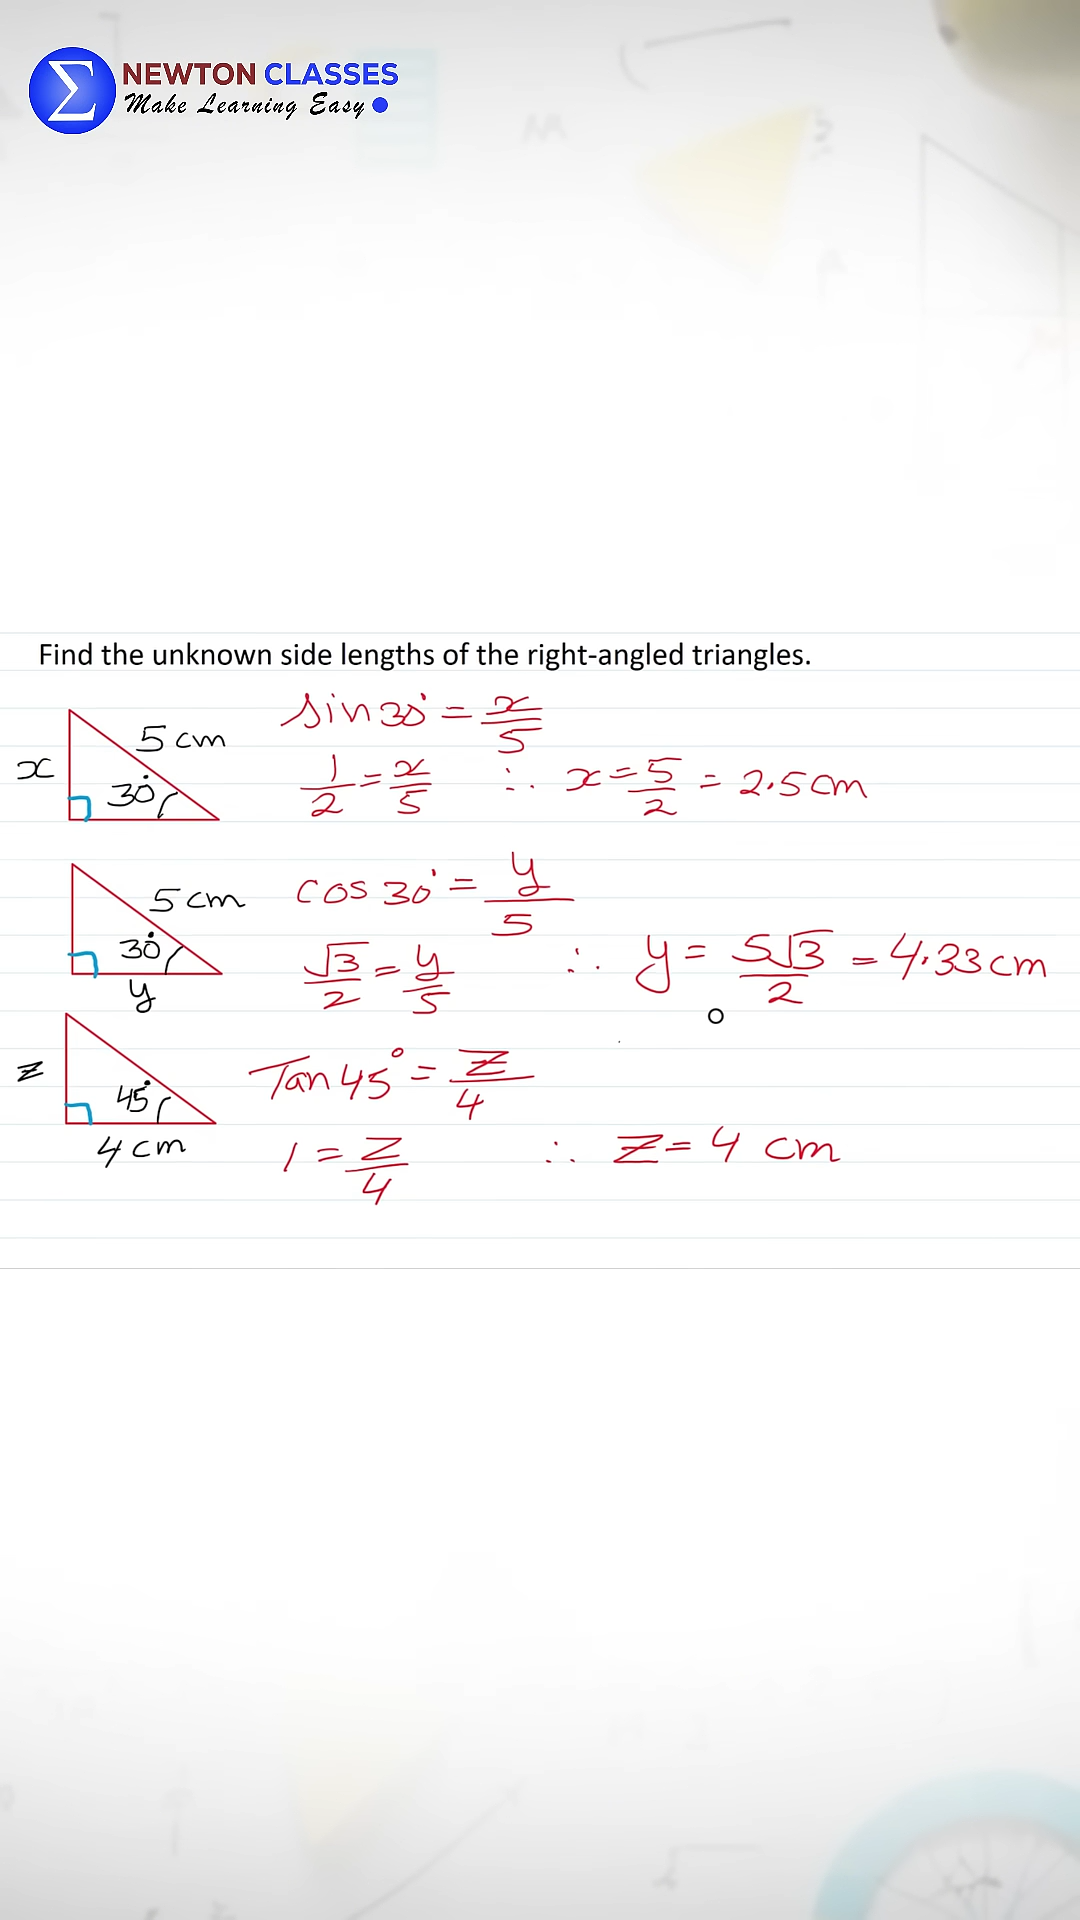 NEWTON CLASSES
Make Learning Easy
Find the unknown side lengths of the right-angled triangles.
x
5 cm
30°
sin 30° = x/5
1/2 = x/5 ∴ x = 5/2 = 2.5 cm
5 cm
30°
y
cos 30° = y/5
√3/2 = y/5 ∴ y = 5√3/2 = 4.33 cm
z
45°
4 cm
Tan 45° = z/4
1 = z/4 ∴ z = 4 cm